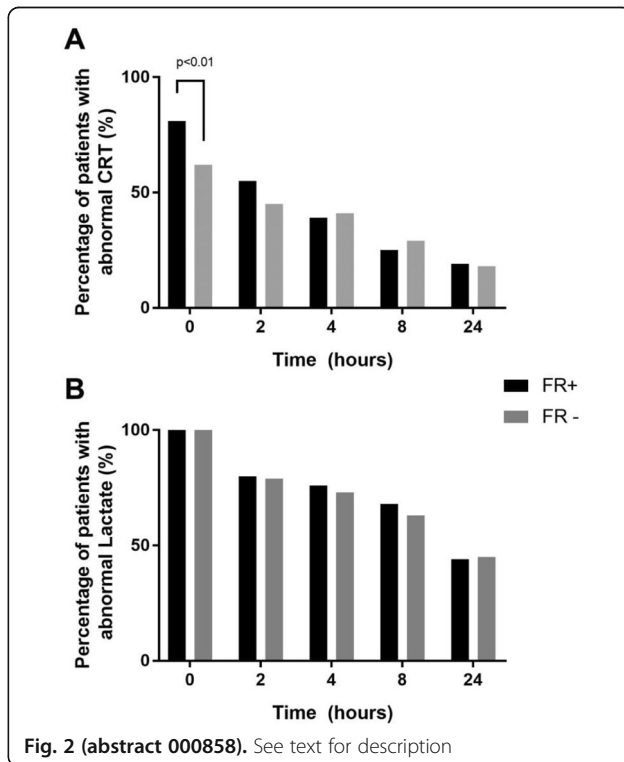 A
p<0.01
Percentage of patients with
abnormal CRT (%)
100
50
0
0 2 4 8 24
Time (hours)
FR+
FR -
B
Percentage of patients with
abnormal Lactate (%)
100
50
0
0 2 4 8 24
Time (hours)
Fig. 2 (abstract 000858). See text for description